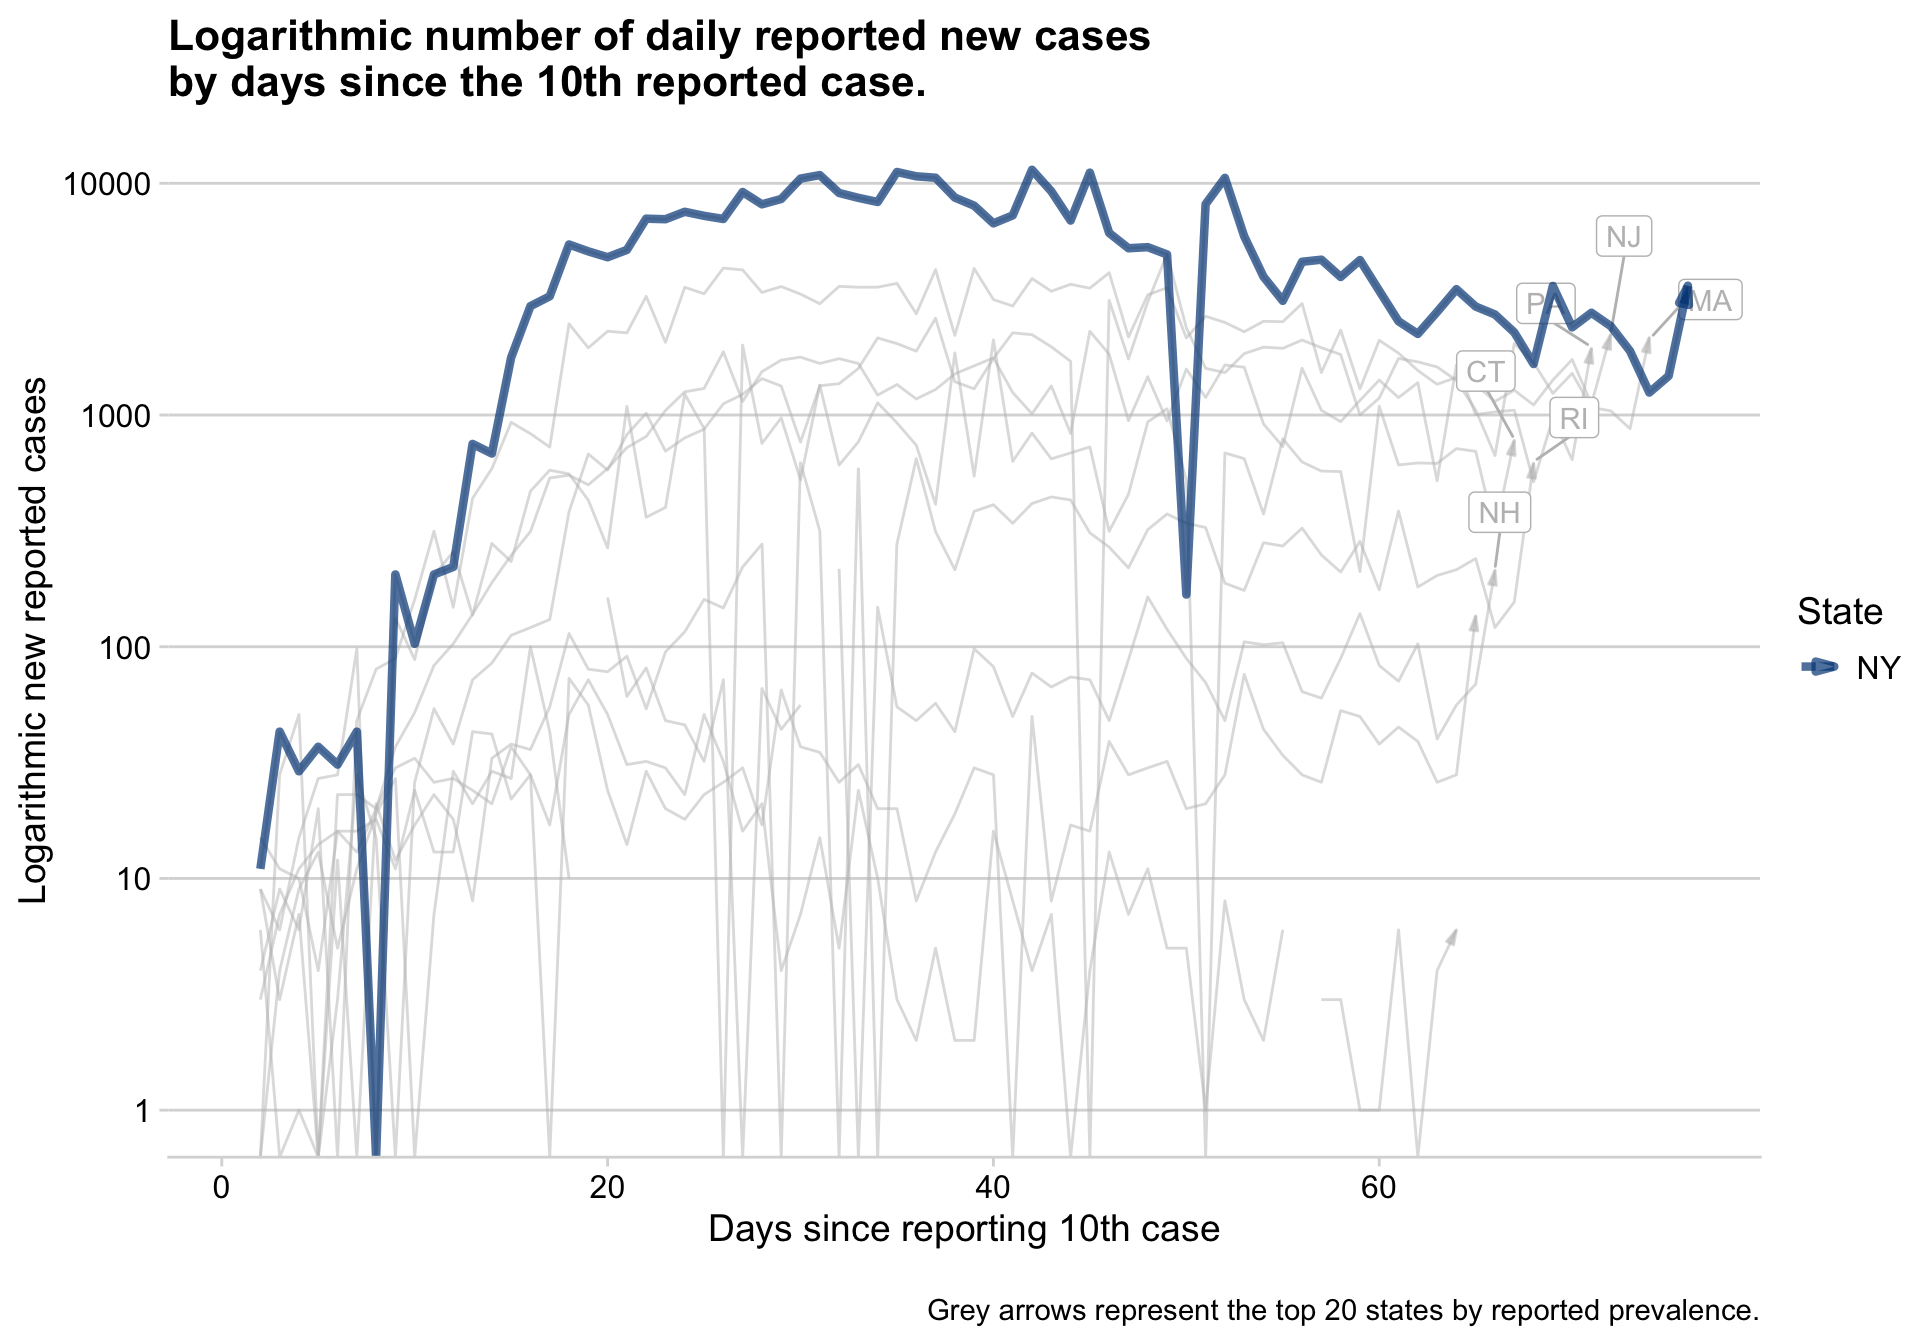 Logarithmic number of daily reported new cases
by days since the 10th reported case.
Logarithmic new reported cases
10000
1000
100
10
1
NJ
MA
CT
RI
NH
State
NY
0
20
40
60
Days since reporting 10th case
Grey arrows represent the top 20 states by reported prevalence.